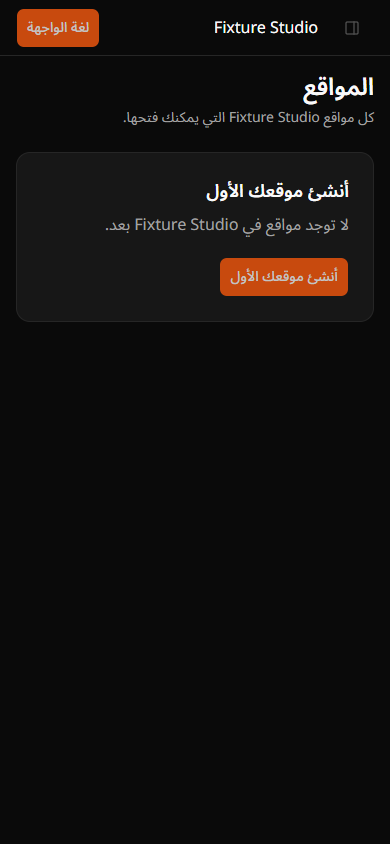 Fixture Studio
لغة الواجهة
المواقع
كل مواقع Fixture Studio التي يمكنك فتحها.
أنشئ موقعك الأول
لا توجد مواقع في Fixture Studio بعد.
أنشئ موقعك الأول